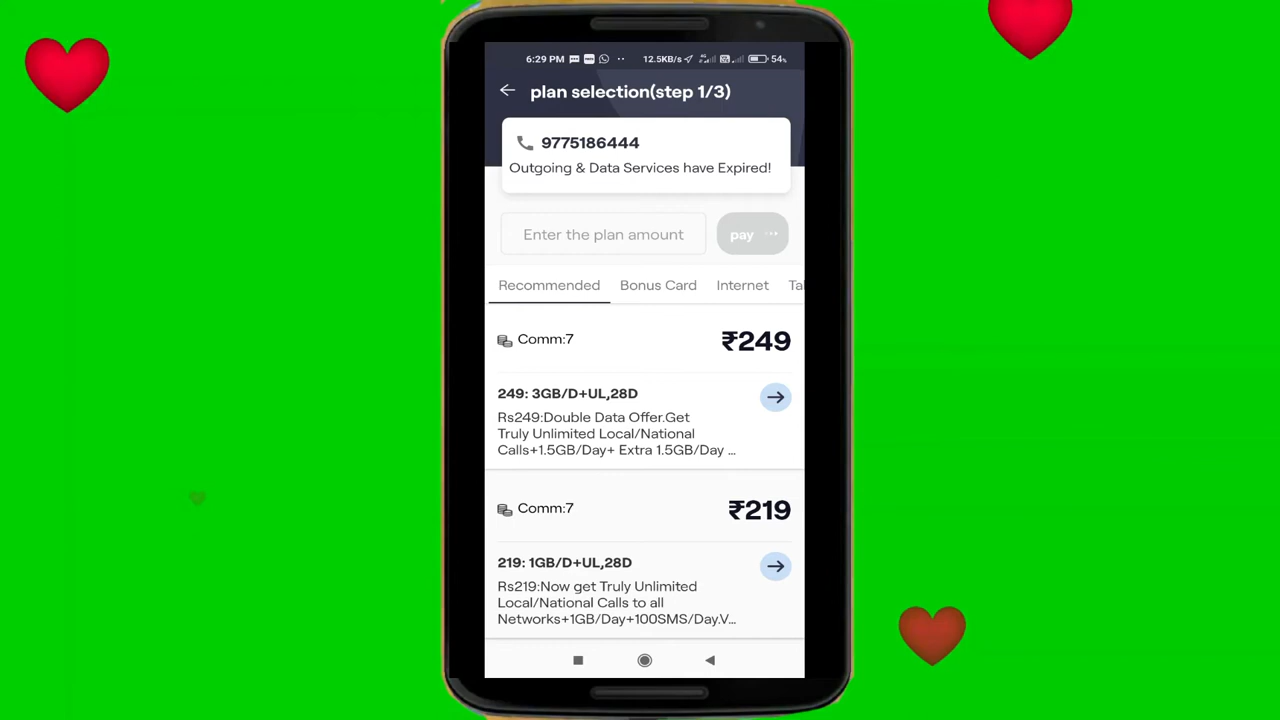 6:29 PM 12.5KB/s 54%
plan selection(step 1/3)
9775186444
Outgoing & Data Services have Expired!
Enter the plan amount pay
Recommended Bonus Card Internet
Comm:7 ₹249
249: 3GB/D+UL,28D
Rs249:Double Data Offer.Get
Truly Unlimited Local/National
Calls+1.5GB/Day+ Extra 1.5GB/Day ...
Comm:7 ₹219
219: 1GB/D+UL,28D
Rs219:Now get Truly Unlimited
Local/National Calls to all
Networks+1GB/Day+100SMS/Day.V...